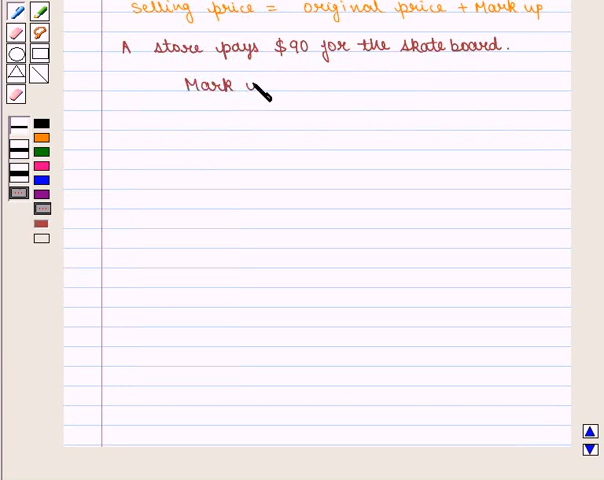 Selling price = original price + Mark up
A store pays $90 for the skateboard.
Mark u